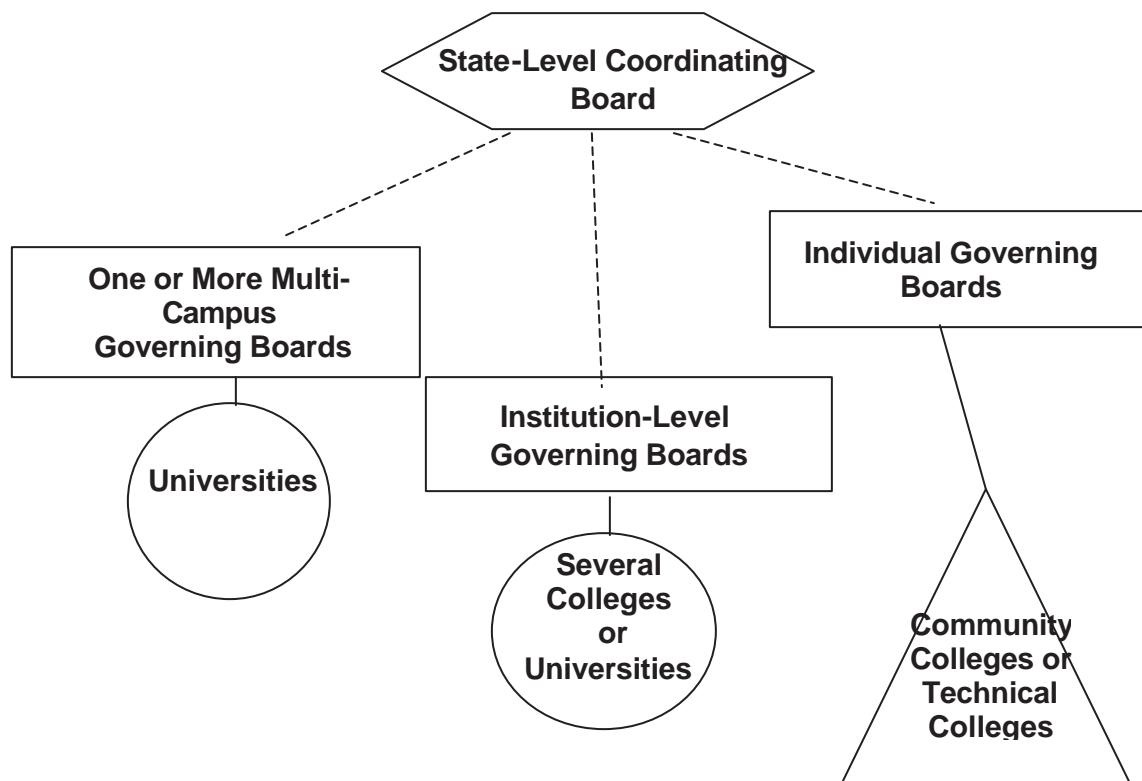 State-Level Coordinating
Board
Individual Governing
Boards
One or More Multi-
Campus
Governing Boards
Institution-Level
Governing Boards
Universities
Several
Colleges
or
Universities
Community
Colleges or
Technical
Colleges